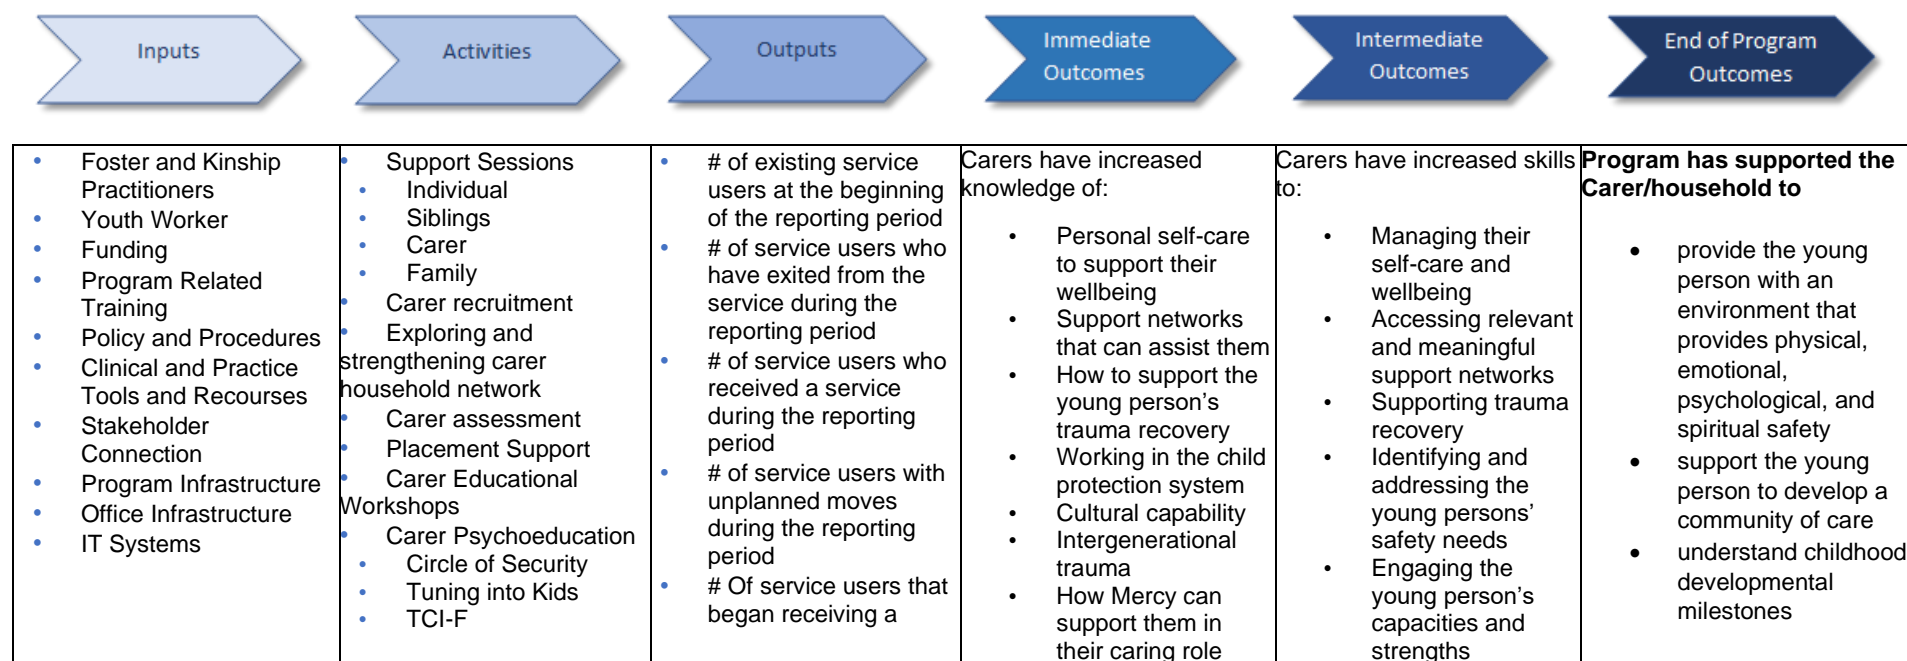 Inputs
Activities
Outputs
Immediate
Outcomes
Intermediate
Outcomes
End of Program
Outcomes
• Foster and Kinship
Practitioners
• Youth Worker
• Funding
• Program Related
Training
• Policy and Procedures
• Clinical and Practice
Tools and Recourses
• Stakeholder
Connection
• Program Infrastructure
• Office Infrastructure
• IT Systems
• Support Sessions
• Individual
• Siblings
• Carer
• Family
• Carer recruitment
• Exploring and
strengthening carer
household network
• Carer assessment
• Placement Support
• Carer Educational
Workshops
• Carer Psychoeducation
• Circle of Security
• Tuning into Kids
• TCI-F
• # of existing service
users at the beginning
of the reporting period
• # of service users who
have exited from the
service during the
reporting period
• # of service users who
received a service
during the reporting
period
• # of service users with
unplanned moves
during the reporting
period
• # Of service users that
began receiving a
Carers have increased
knowledge of:
• Personal self-care
to support their
wellbeing
• Support networks
that can assist them
• How to support the
young person’s
trauma recovery
• Working in the child
protection system
• Cultural capability
• Intergenerational
trauma
• How Mercy can
support them in
their caring role
Carers have increased skills
to:
• Managing their
self-care and
wellbeing
• Accessing relevant
and meaningful
support networks
• Supporting trauma
recovery
• Identifying and
addressing the
young persons’
safety needs
• Engaging the
young person’s
capacities and
strengths
Program has supported the
Carer/household to
• provide the young
person with an
environment that
provides physical,
emotional,
psychological, and
spiritual safety
• support the young
person to develop a
community of care
• understand childhood
developmental
milestones